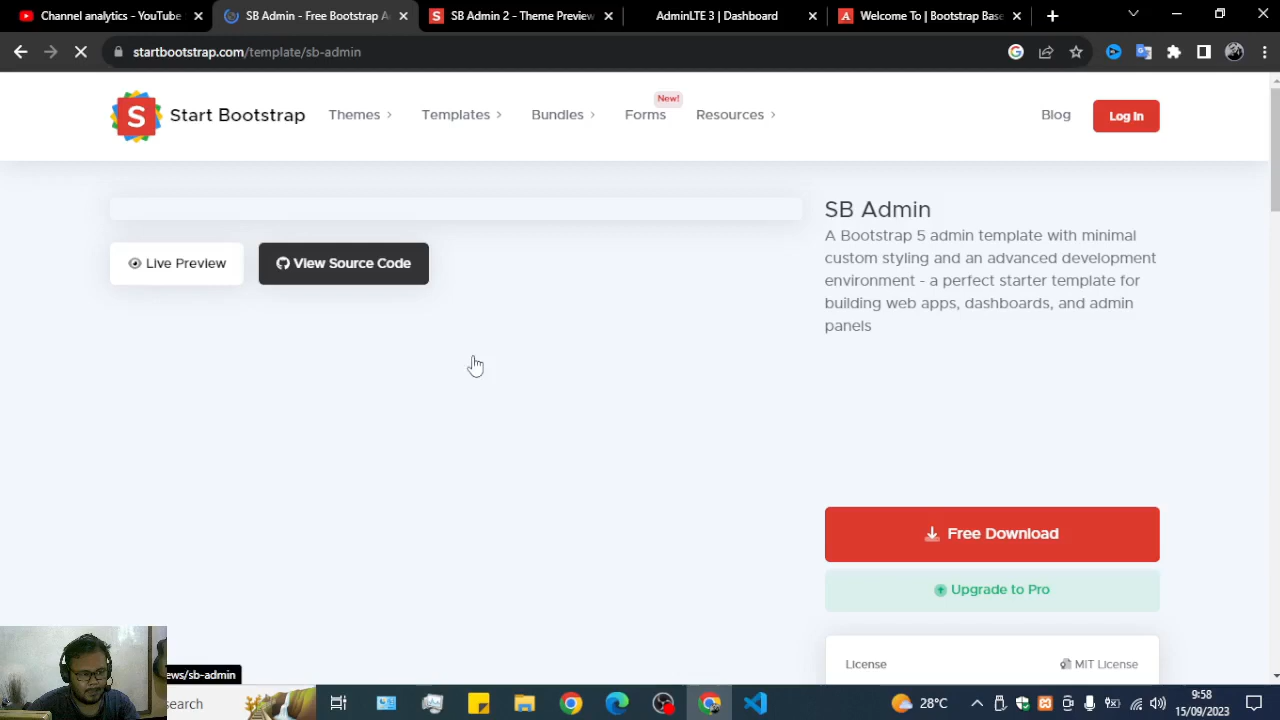 Channel analytics - YouTube
SB Admin - Free Bootstrap A
SB Admin 2 - Theme Preview
AdminLTE 3 | Dashboard
Welcome To | Bootstrap Base
startbootstrap.com/template/sb-admin
S
Start Bootstrap
Themes
Templates
Bundles
New!
Forms
Resources
Blog
Log In
Live Preview
View Source Code
SB Admin
A Bootstrap 5 admin template with minimal
custom styling and an advanced development
environment - a perfect starter template for
building web apps, dashboards, and admin
panels
Free Download
Upgrade to Pro
License
MIT License
ews/sb-admin
search
28°C
9:58
15/09/2023